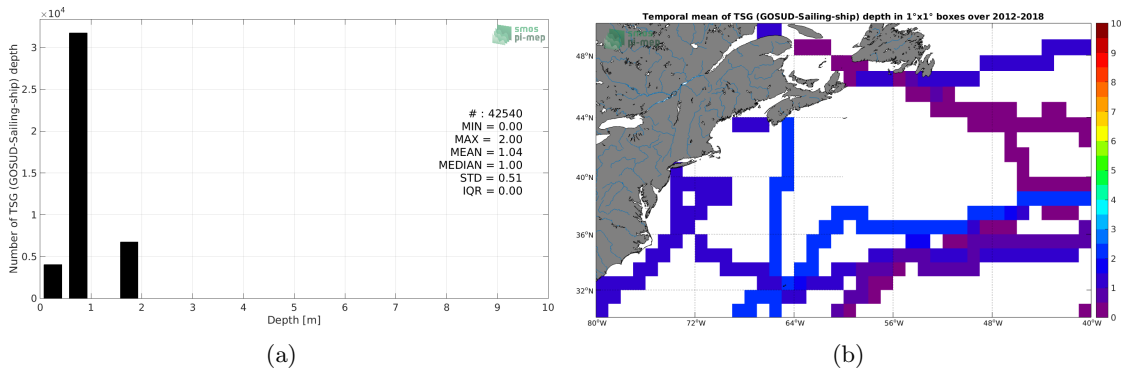 ×10⁴
3
2.5
2
1.5
1
0.5
0
0 1 2 3 4 5 6 7 8 9 10
Number of TSG (GOSUD-Sailing-ship) depth
Depth [m]
smos
pi-mep
# : 42540
MIN = 0.00
MAX = 2.00
MEAN = 1.04
MEDIAN = 1.00
STD = 0.51
IQR = 0.00
(a)
Temporal mean of TSG (GOSUD-Sailing-ship) depth in 1°x1° boxes over 2012-2018
smos
pi-mep
48°N
44°N
40°N
36°N
32°N
80°W 72°W 64°W 56°W 48°W 40°W
10
9
8
7
6
5
4
3
2
1
0
(b)